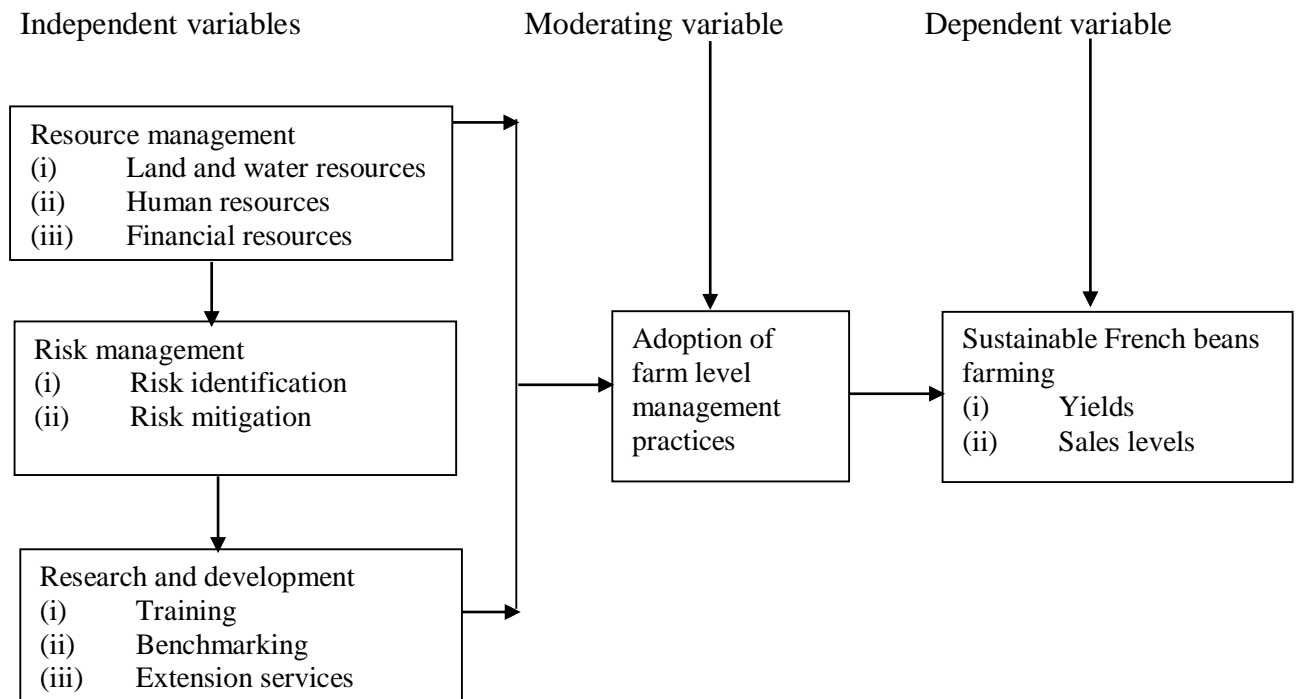 Independent variables
Moderating variable
Dependent variable
Resource management
(i) Land and water resources
(ii) Human resources
(iii) Financial resources
Risk management
(i) Risk identification
(ii) Risk mitigation
Research and development
(i) Training
(ii) Benchmarking
(iii) Extension services
Adoption of
farm level
management
practices
Sustainable French beans
farming
(i) Yields
(ii) Sales levels